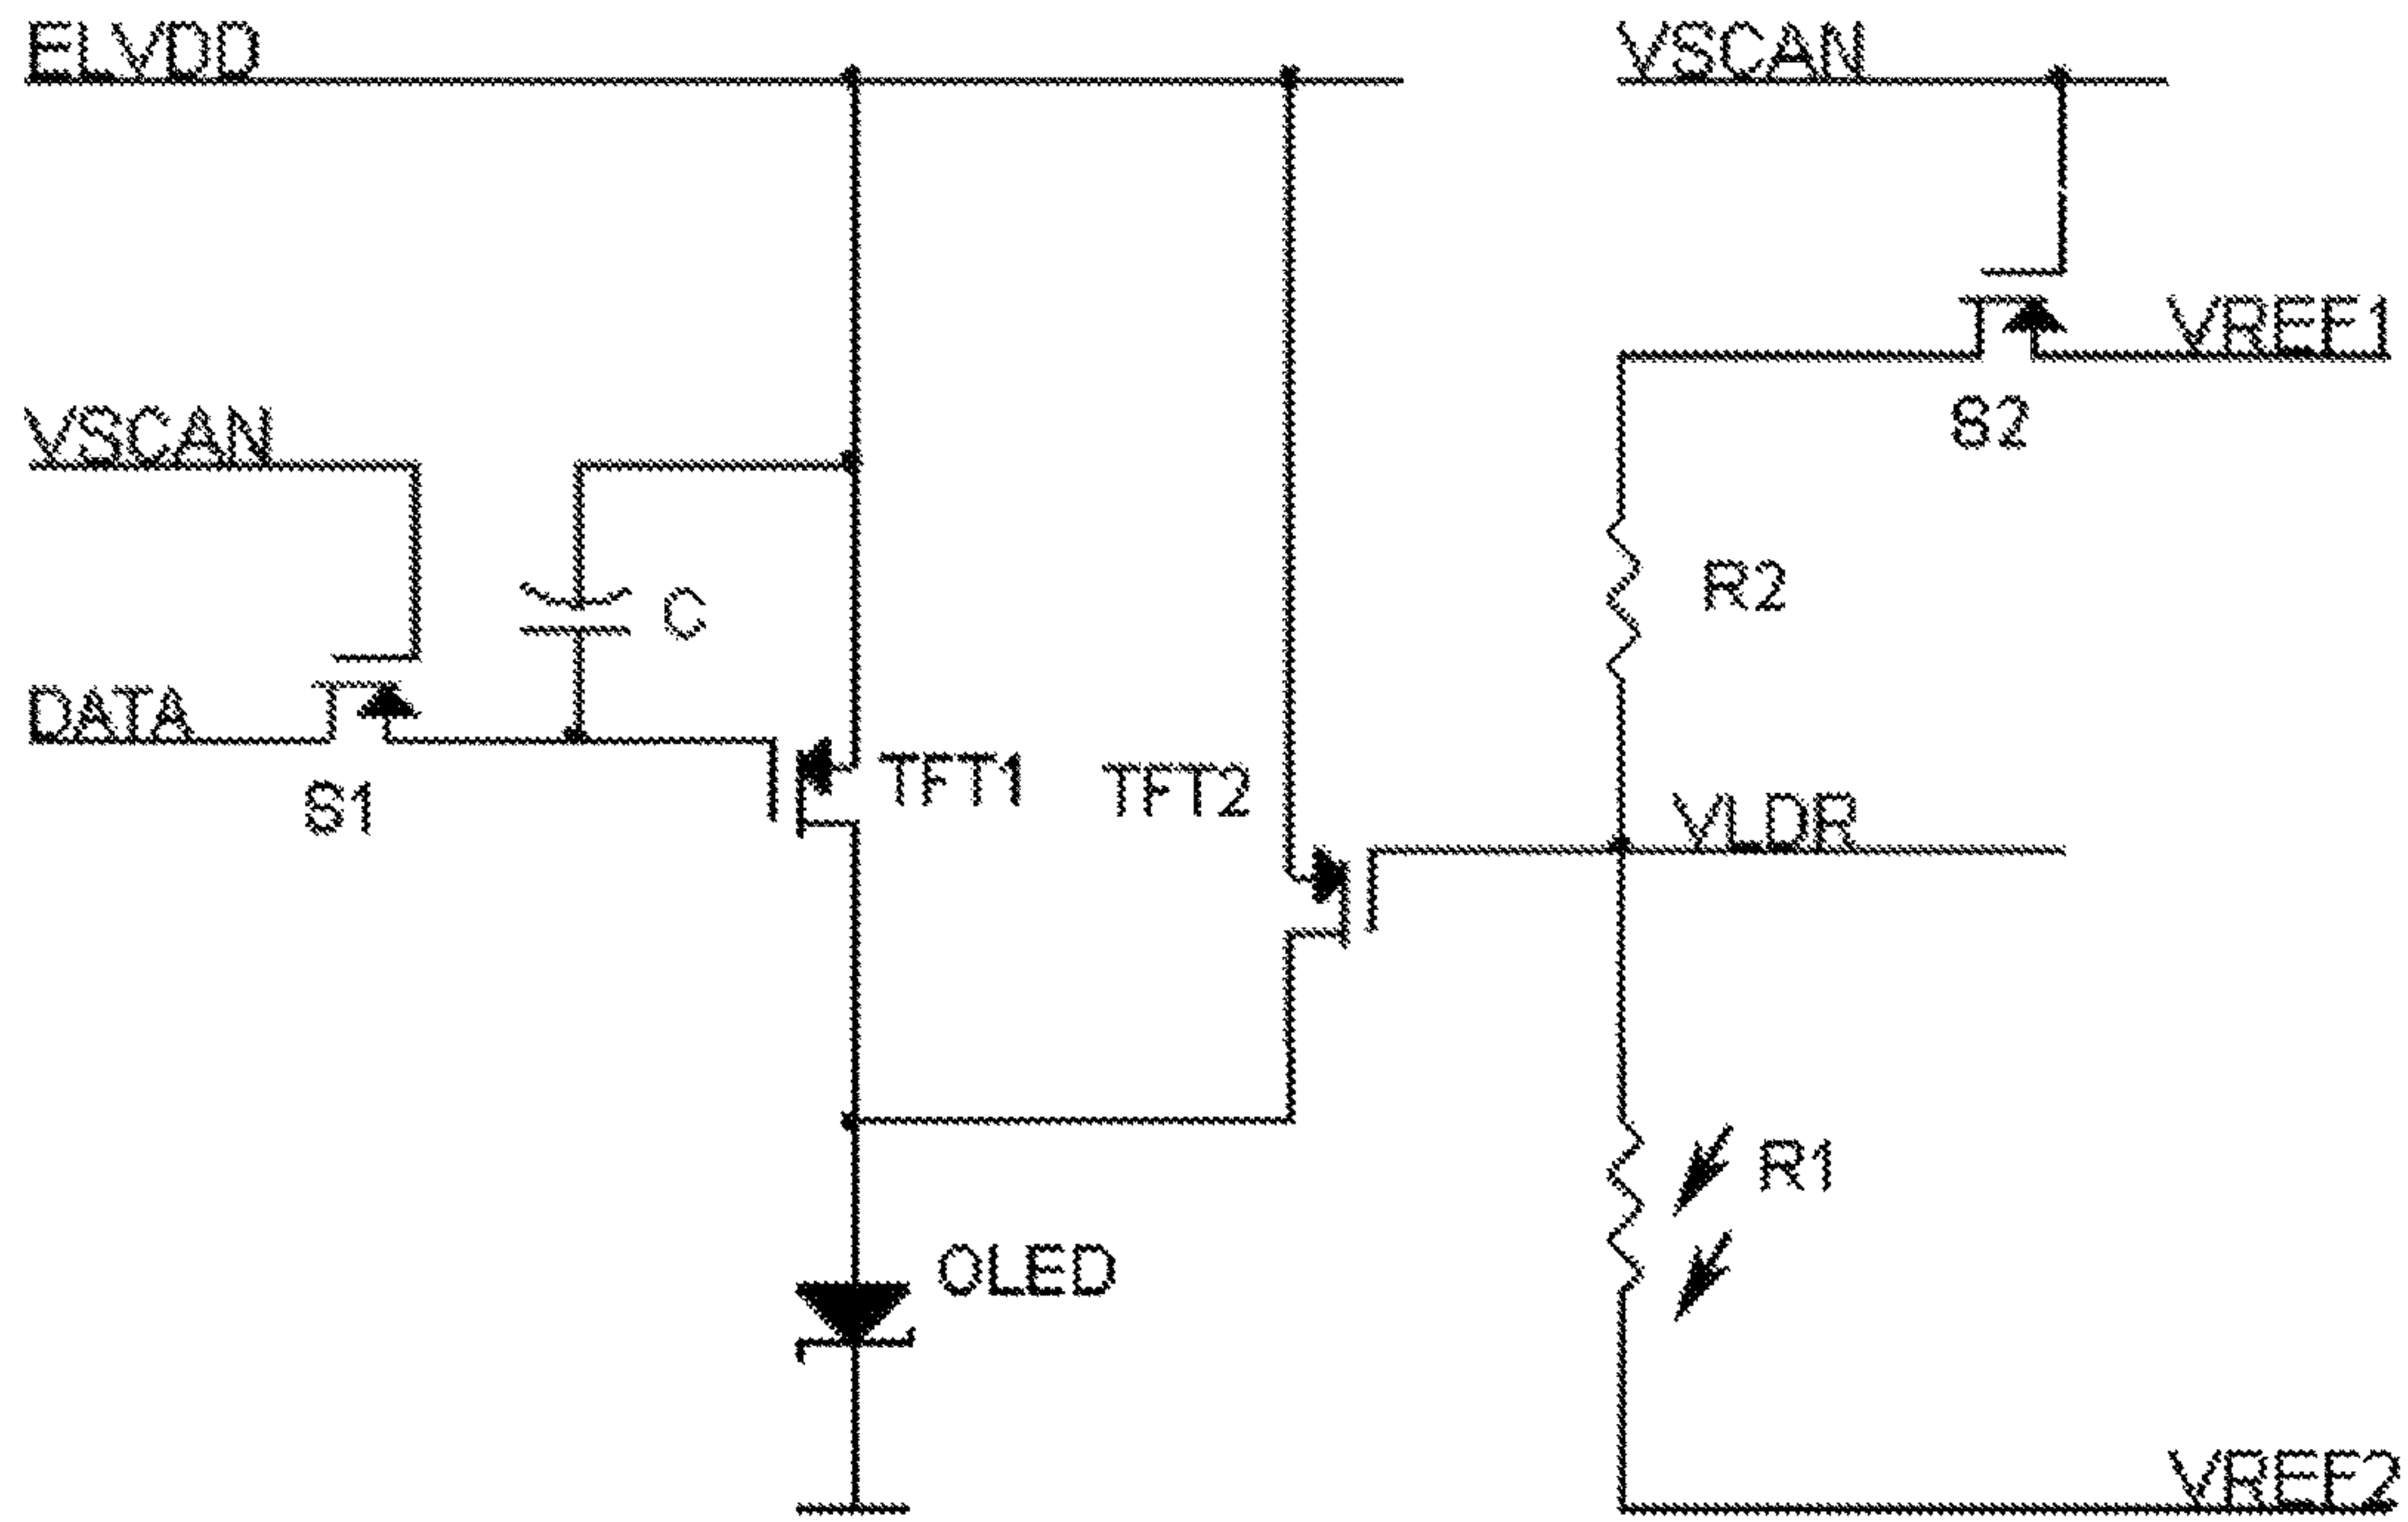 ELVDD
VSCAN
VREF1
S2
VSCAN
R2
C
DATA
TFT1
TFT2
S1
VLDR
R1
OLED
VREF2